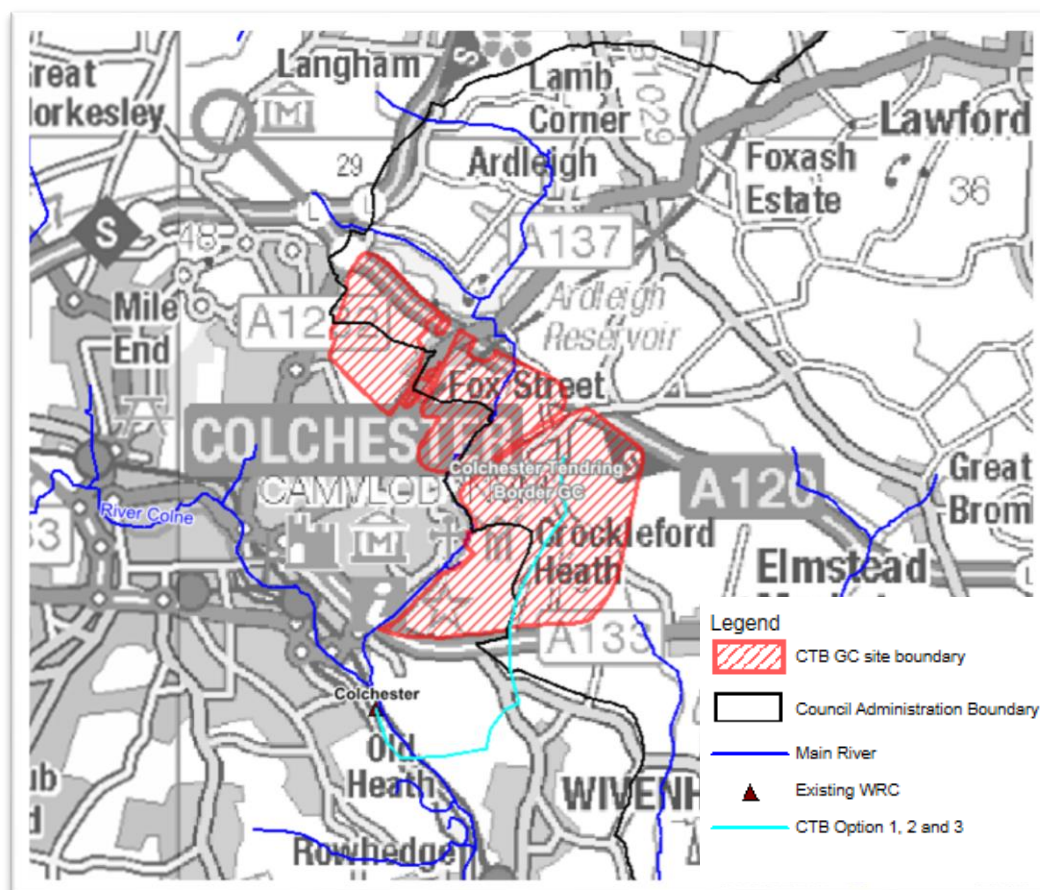 Great
Horkesley
Langham
Lamb
Corner
B1029
Lawford
Ardleigh
Foxash
Estate
29
36
L
L
S
S
48
A137
Ardleigh
Reservoir
Mile
End
A12
Fox Street
COLCHESTER
Colchester Tendring
Border GC
S
A120
Great
Brom
CAMVLOD
River Colne
33
Crockleford
Heath
Elmstead
A133
Colchester
Old
Heath
WIVENH
Rowhedge
Legend
CTB GC site boundary
Council Administration Boundary
Main River
Existing WRC
CTB Option 1, 2 and 3